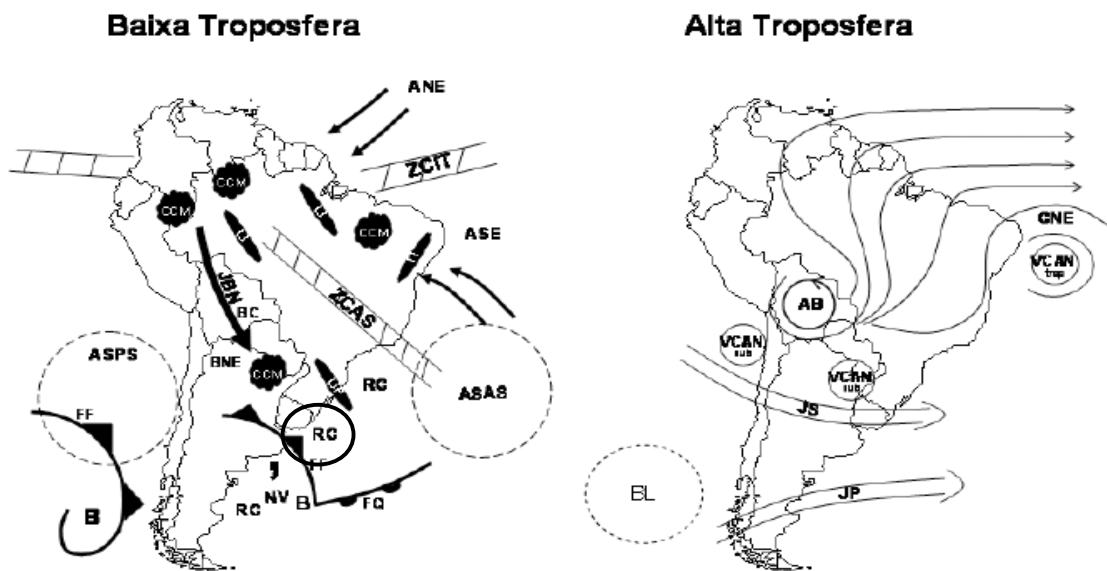 Baixa Troposfera
ANE
ZCIT
CCM
CCM
LI
CCM
LI
LI
ASE
JBN
ZCAS
BC
ASPS
BNE
CCM
LI
RC
ASAS
FF
RC
FF
B
NV
RC
B
FQ
Alta Troposfera
CNE
VCAN
trop
AB
VCAN
sub
VCAN
sub
JS
BL
JP